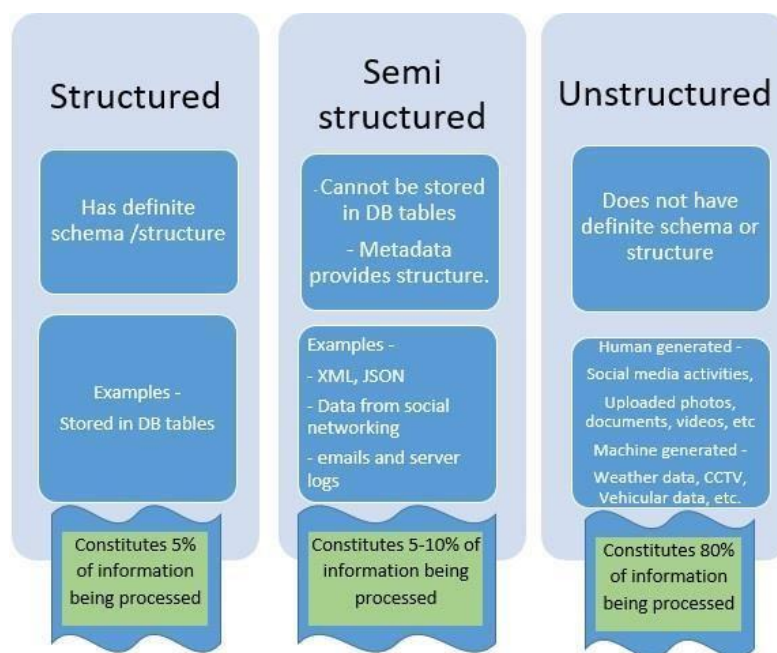 Structured
Has definite
schema /structure
Examples -
Stored in DB tables
Constitutes 5%
of information
being processed
Semi
structured
- Cannot be stored
in DB tables
- Metadata
provides structure.
Examples -
- XML, JSON
- Data from social
networking
- emails and server
logs
Constitutes 5-10% of
information being
processed
Unstructured
Does not have
definite schema or
structure
Human generated -
Social media activities,
Uploaded photos,
documents, videos, etc
Machine generated -
Weather data, CCTV,
Vehicular data, etc.
Constitutes 80%
of information
being processed